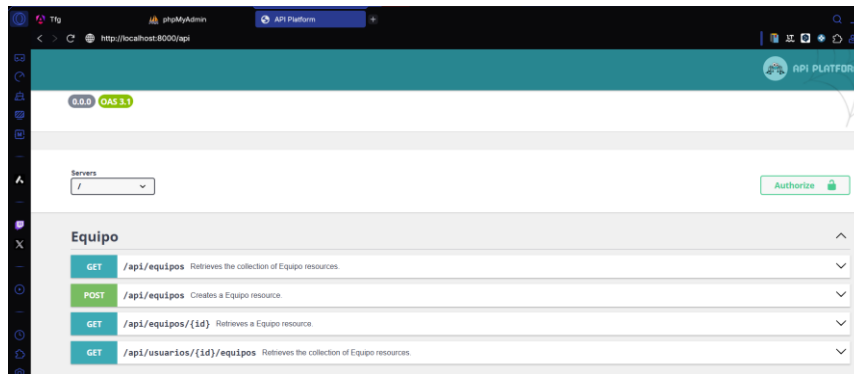 Tfg
phpMyAdmin
API Platform
http://localhost:8000/api
API PLATFOR
0.0.0 OAS 3.1
Servers
/
Authorize
Equipo
GET /api/equipos Retrieves the collection of Equipo resources.
POST /api/equipos Creates a Equipo resource.
GET /api/equipos/{id} Retrieves a Equipo resource.
GET /api/usuarios/{id}/equipos Retrieves the collection of Equipo resources.